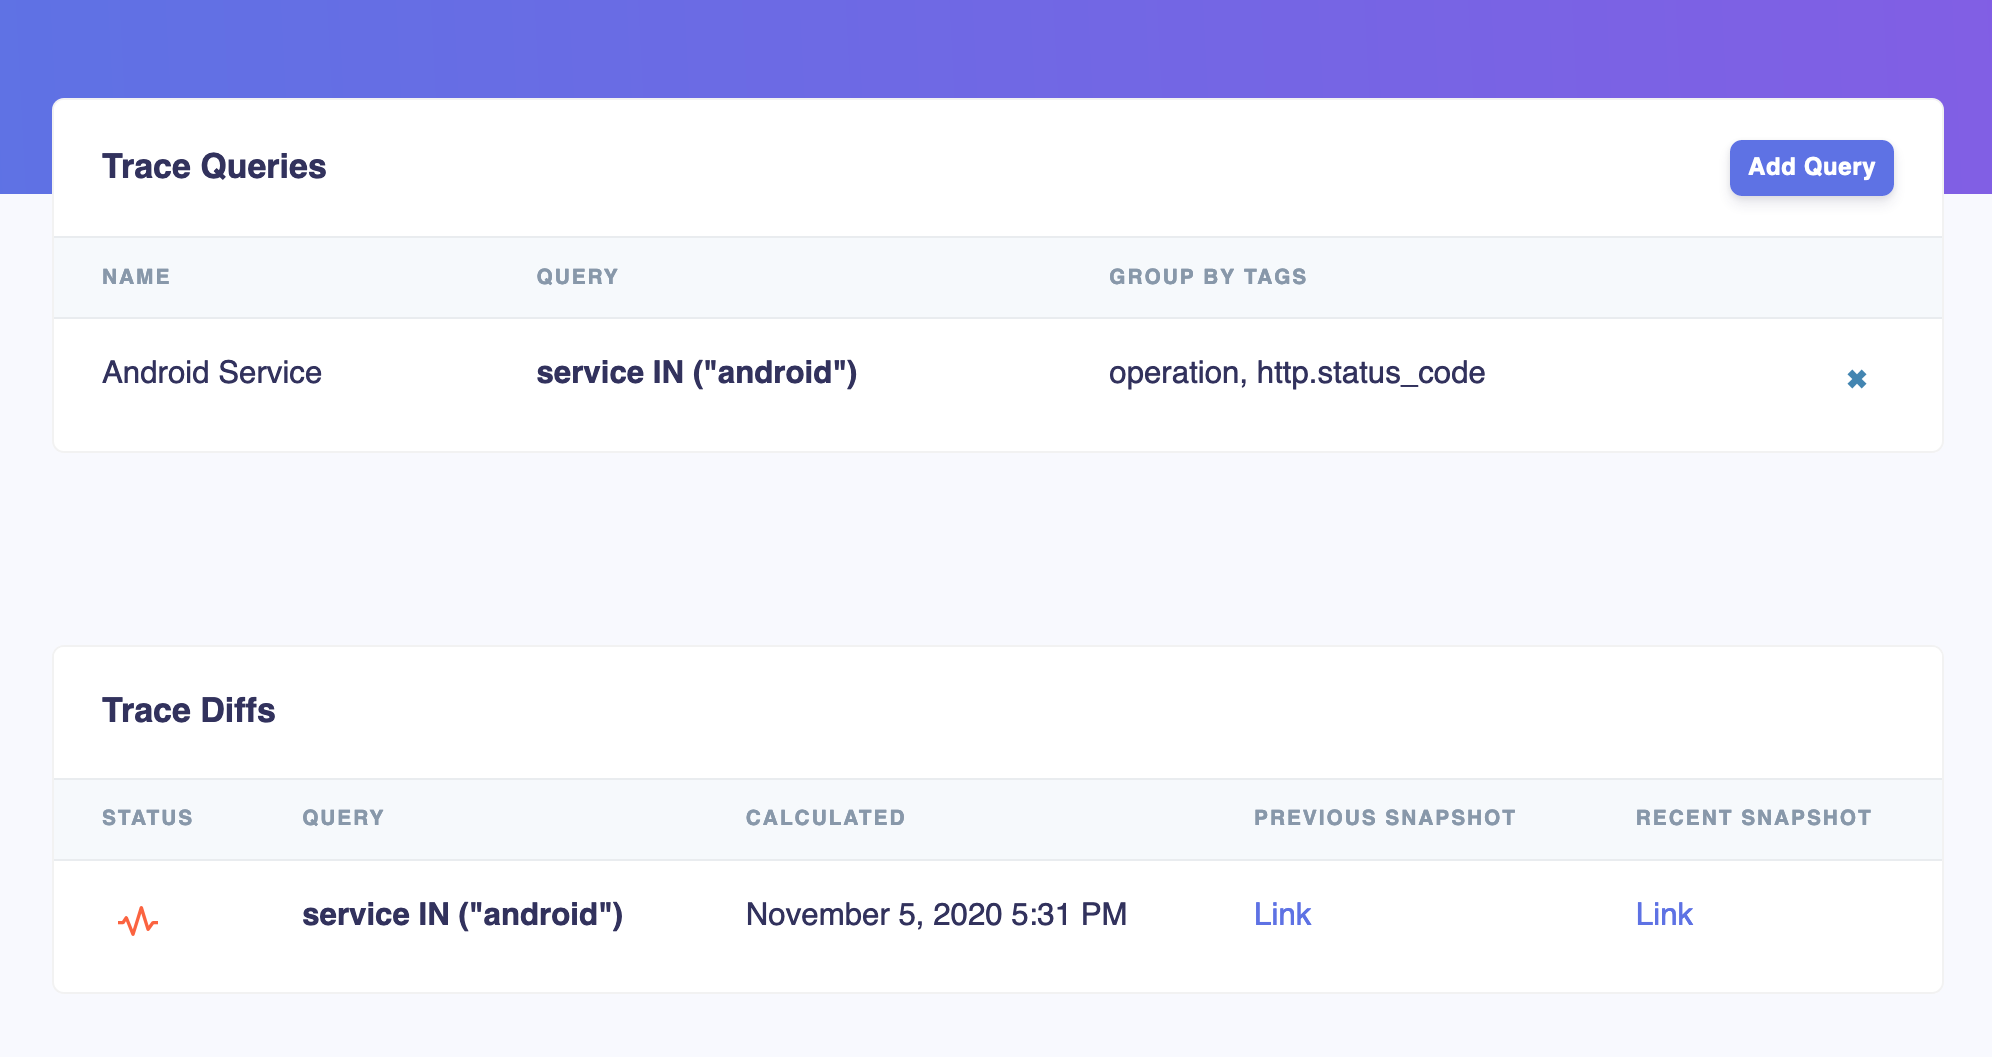 Trace Queries
Add Query
NAME QUERY GROUP BY TAGS
Android Service service IN ("android") operation, http.status_code
Trace Diffs
STATUS QUERY CALCULATED PREVIOUS SNAPSHOT RECENT SNAPSHOT
service IN ("android") November 5, 2020 5:31 PM Link Link